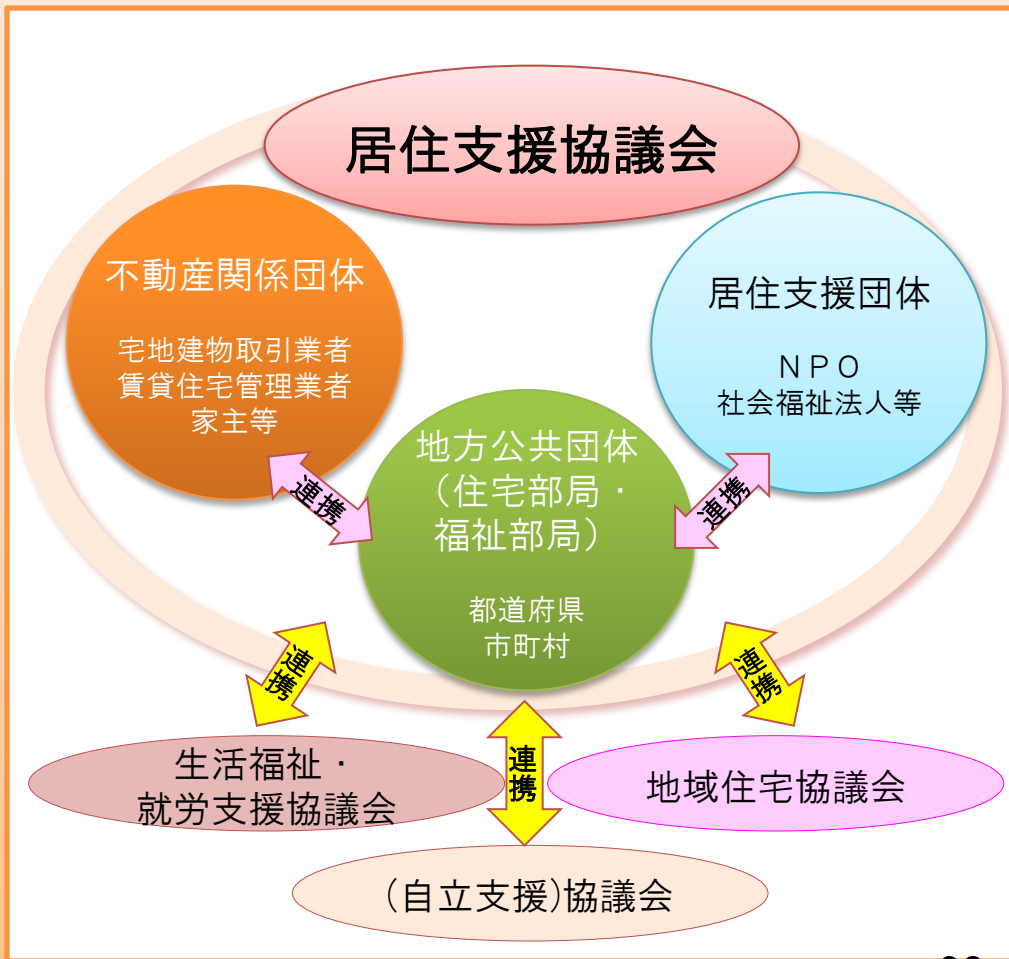 居住支援協議会
不動産関係団体
宅地建物取引業者
賃貸住宅管理業者
家主等
居住支援団体
ＮＰＯ
社会福祉法人等
地方公共団体
（住宅部局・
福祉部局）
都道府県
市町村
連携
連携
連携
連携
連携
生活福祉・
就労支援協議会
地域住宅協議会
(自立支援)協議会